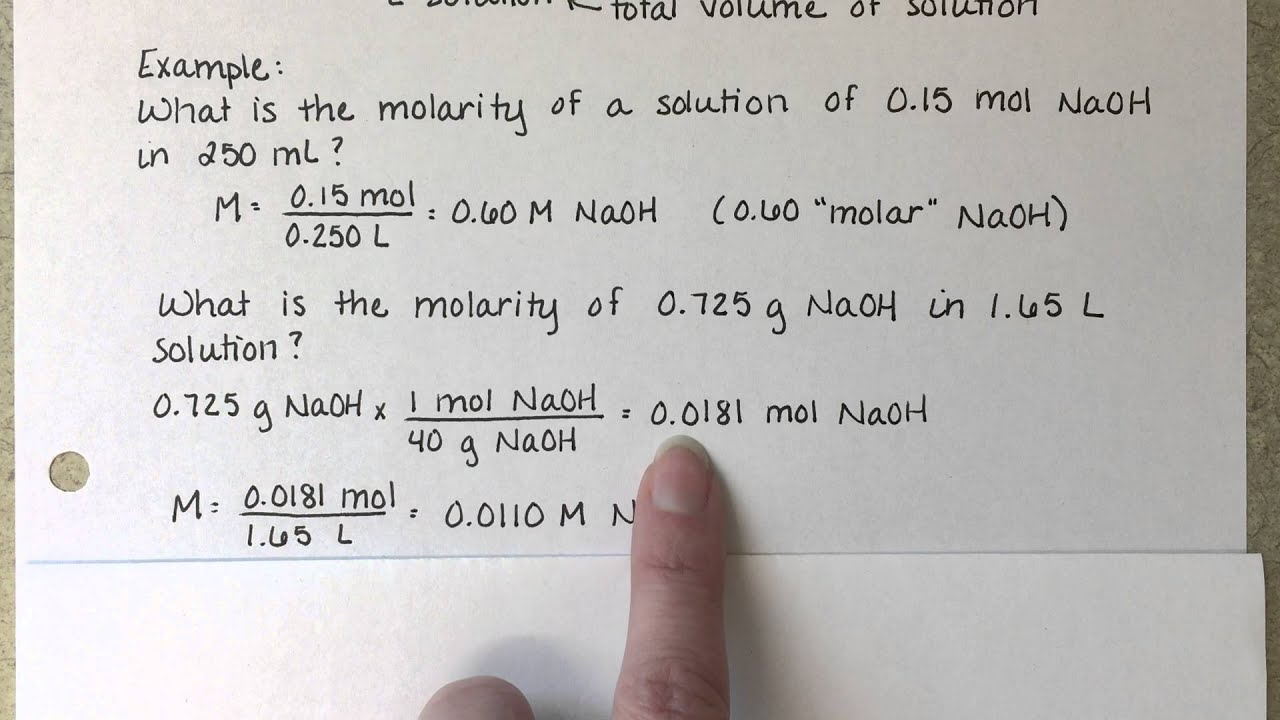 total volume of solution
Example:
What is the molarity of a solution of 0.15 mol NaOH
in 250 mL?
M = 0.15 mol / 0.250 L = 0.60 M NaOH (0.60 "molar" NaOH)
What is the molarity of 0.725 g NaOH in 1.65 L
solution?
0.725 g NaOH x 1 mol NaOH / 40 g NaOH = 0.0181 mol NaOH
M = 0.0181 mol / 1.65 L = 0.0110 M N